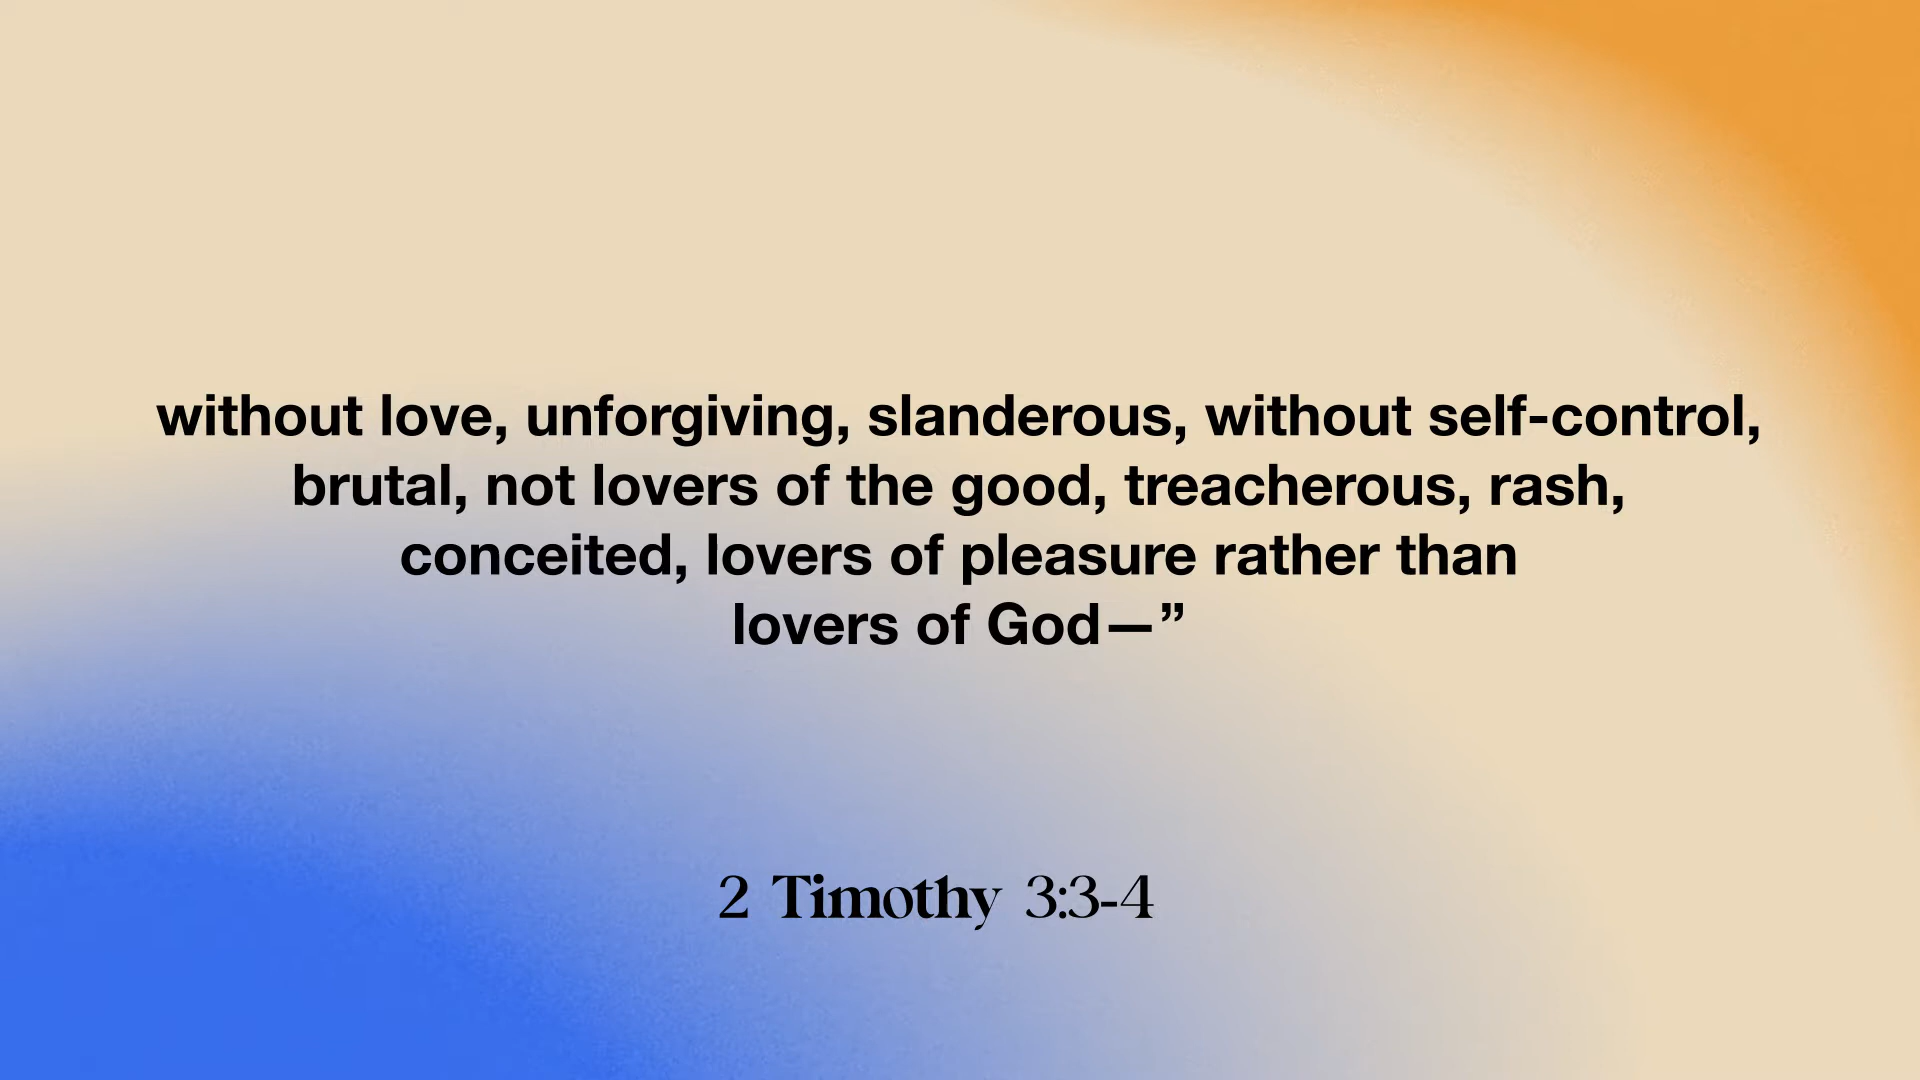 without love, unforgiving, slanderous, without self-control,
brutal, not lovers of the good, treacherous, rash,
conceited, lovers of pleasure rather than
lovers of God—”
2 Timothy 3:3-4